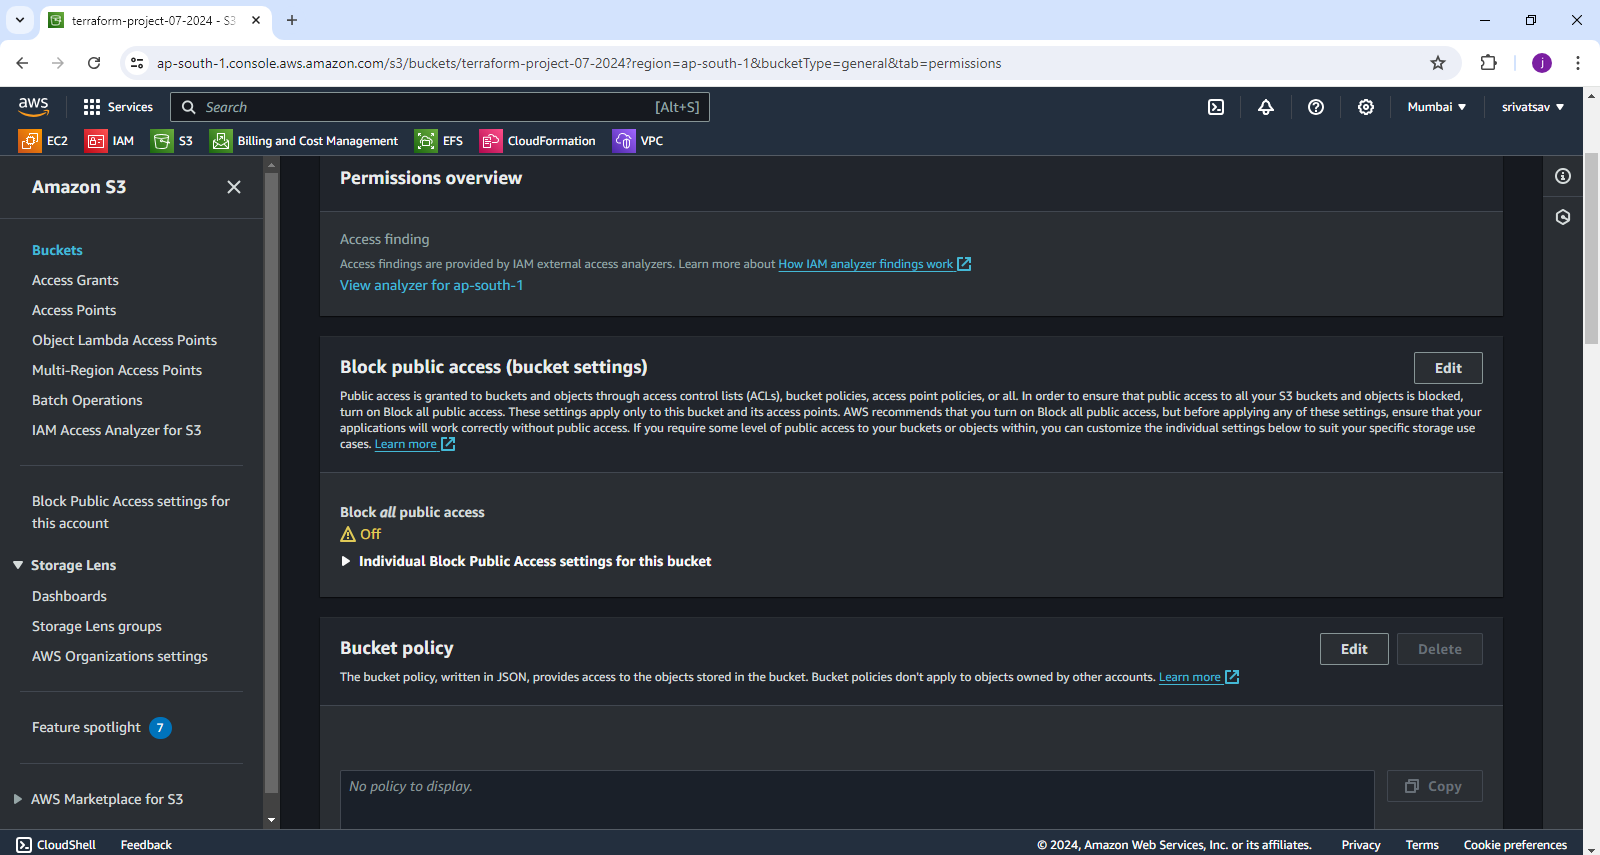 terraform-project-07-2024 - S3
ap-south-1.console.aws.amazon.com/s3/buckets/terraform-project-07-2024?region=ap-south-1&bucketType=general&tab=permissions
j
aws
Services
Search
[Alt+S]
Mumbai
srivatsav
EC2
IAM
S3
Billing and Cost Management
EFS
CloudFormation
VPC
Amazon S3
Buckets
Access Grants
Access Points
Object Lambda Access Points
Multi-Region Access Points
Batch Operations
IAM Access Analyzer for S3
Block Public Access settings for
this account
Storage Lens
Dashboards
Storage Lens groups
AWS Organizations settings
Feature spotlight 7
AWS Marketplace for S3
Permissions overview
Access finding
Access findings are provided by IAM external access analyzers. Learn more about How IAM analyzer findings work
View analyzer for ap-south-1
Block public access (bucket settings)
Edit
Public access is granted to buckets and objects through access control lists (ACLs), bucket policies, access point policies, or all. In order to ensure that public access to all your S3 buckets and objects is blocked,
turn on Block all public access. These settings apply only to this bucket and its access points. AWS recommends that you turn on Block all public access, but before applying any of these settings, ensure that your
applications will work correctly without public access. If you require some level of public access to your buckets or objects within, you can customize the individual settings below to suit your specific storage use
cases. Learn more
Block all public access
Off
Individual Block Public Access settings for this bucket
Bucket policy
Edit
Delete
The bucket policy, written in JSON, provides access to the objects stored in the bucket. Bucket policies don't apply to objects owned by other accounts. Learn more
No policy to display.
Copy
CloudShell
Feedback
© 2024, Amazon Web Services, Inc. or its affiliates.
Privacy
Terms
Cookie preferences